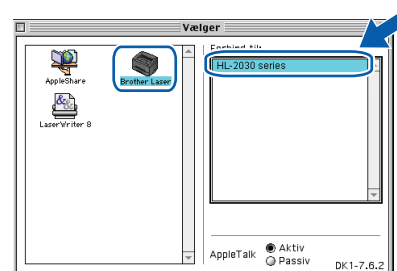 Vælger
AppleShare
Brother Laser
LaserWriter 8
Forbind til:
HL-2030 series
AppleTalk
Aktiv
Passiv
DK1-7.6.2